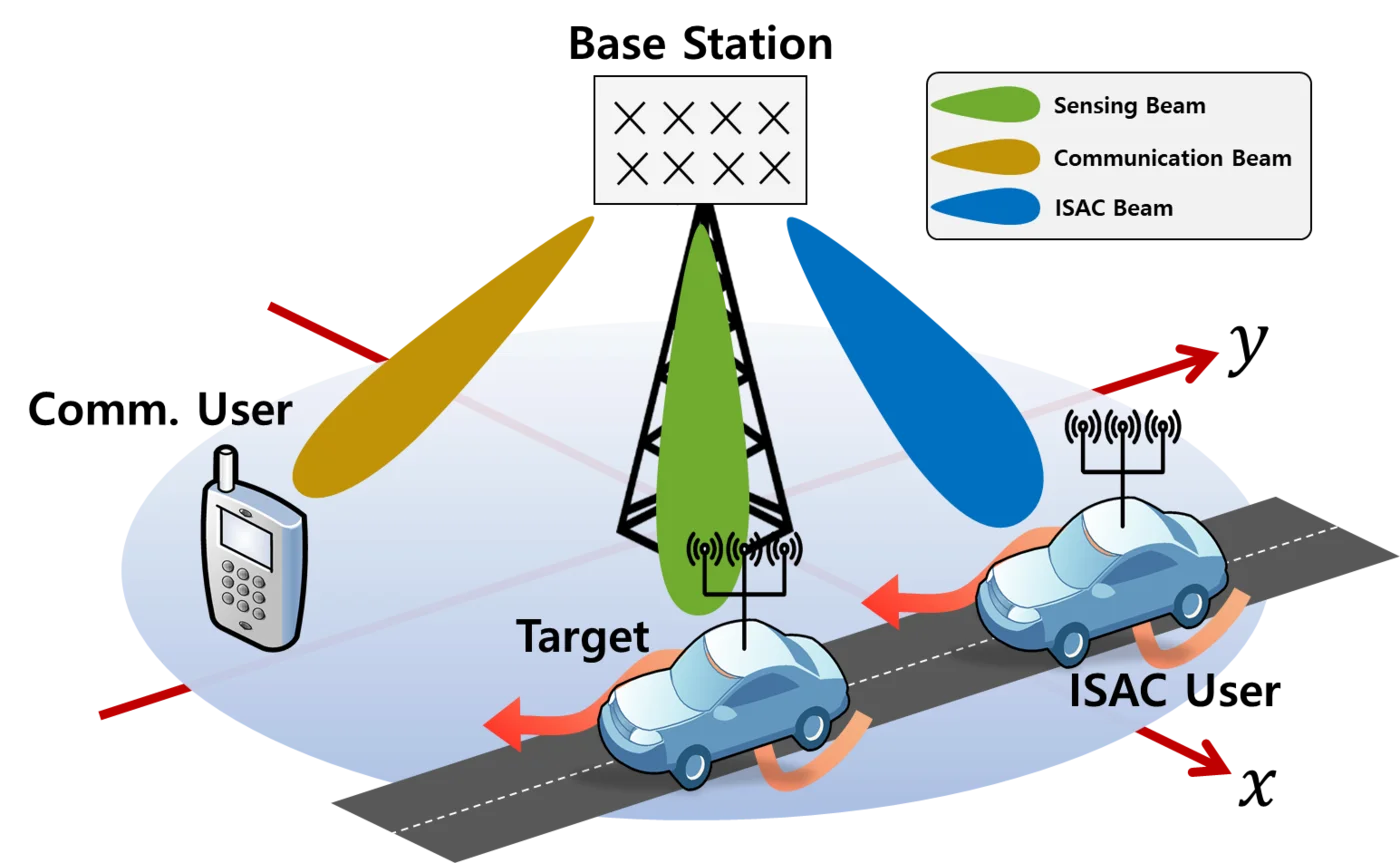 Base Station
Sensing Beam
Communication Beam
ISAC Beam
y
Comm. User
Target
ISAC User
x